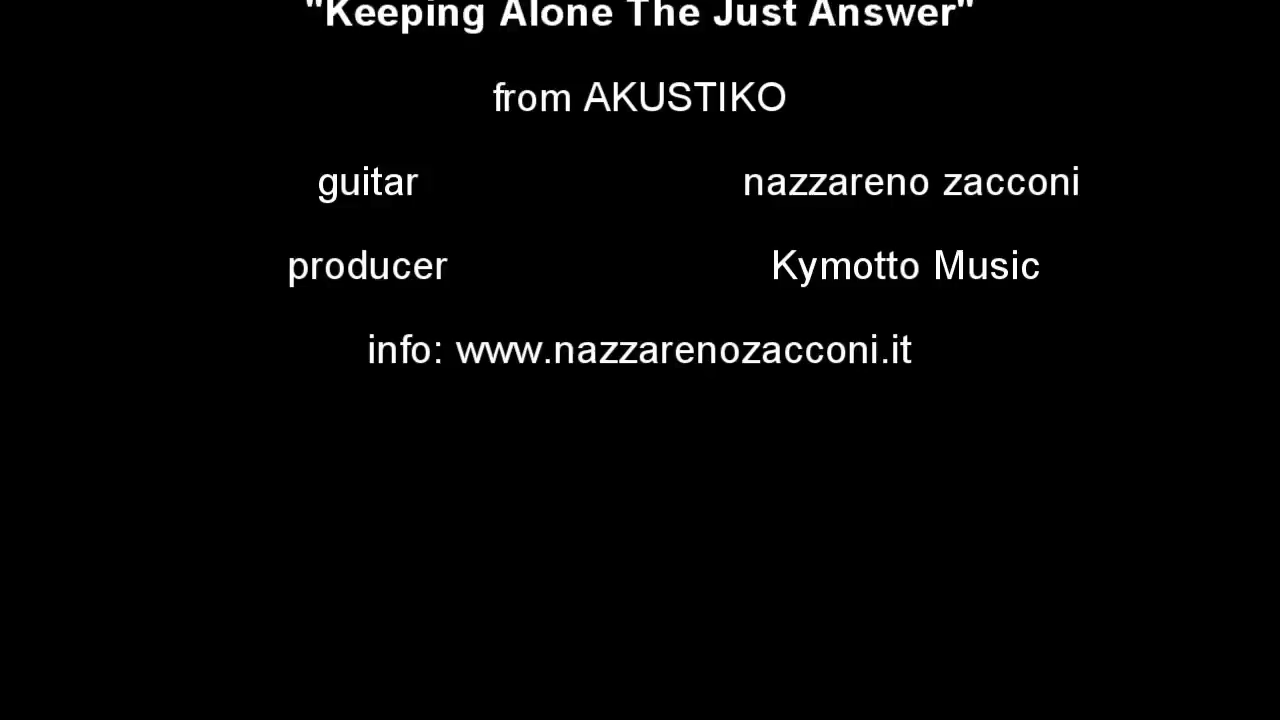 "Keeping Alone The Just Answer"
from AKUSTIKO
guitar nazzareno zacconi
producer Kymotto Music
info: www.nazzarenozacconi.it